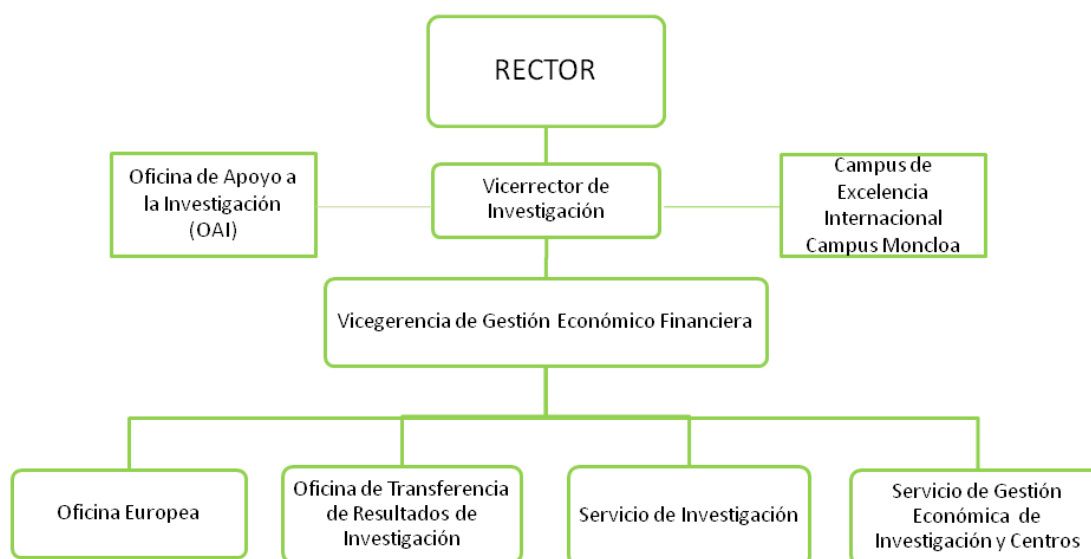 RECTOR
Oficina de Apoyo a
la Investigación
(OAI)
Vicerrector de
Investigación
Campus de
Excelencia
Internacional
Campus Moncloa
Vicegerencia de Gestión Económico Financiera
Oficina Europea
Oficina de Transferencia
de Resultados de
Investigación
Servicio de Investigación
Servicio de Gestión
Económica de
Investigación y Centros